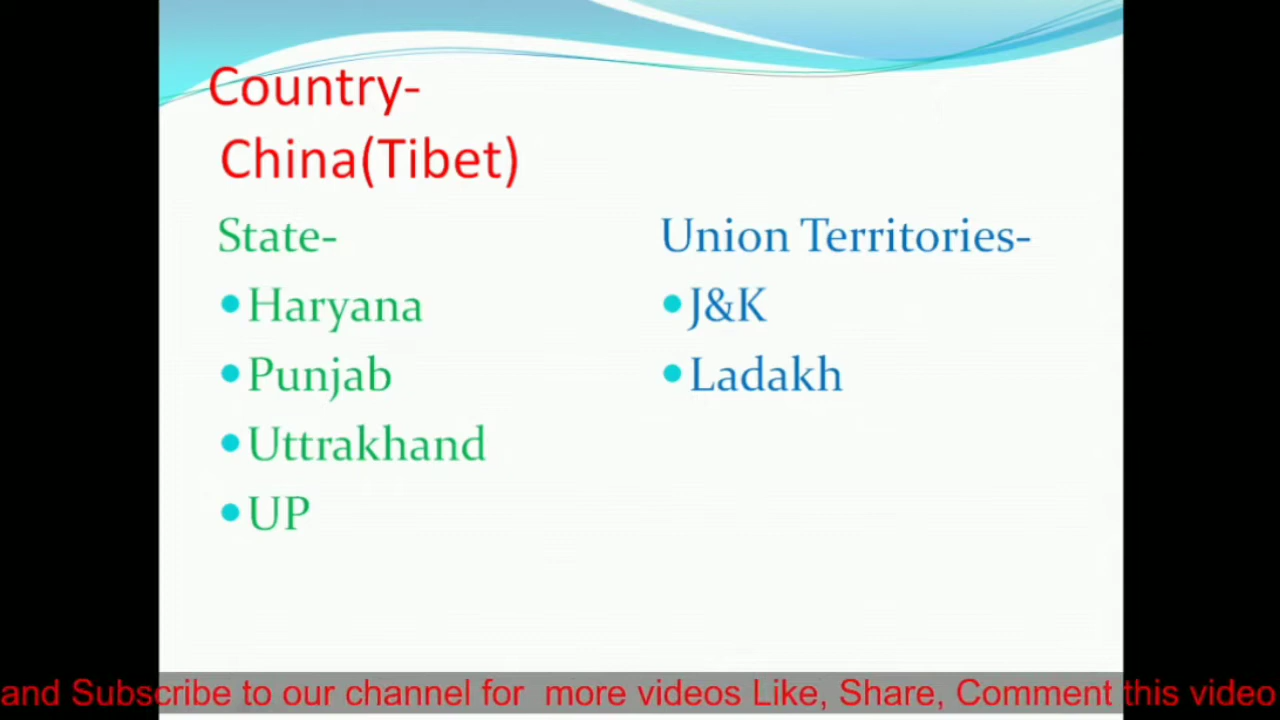 Country-
China(Tibet)
State-
Haryana
Punjab
Uttrakhand
UP
Union Territories-
J&K
Ladakh
and Subscribe to our channel for more videos Like, Share, Comment this video